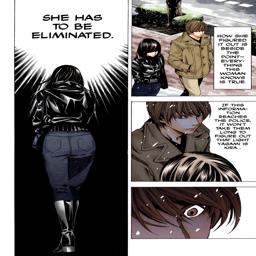 SHE HAS
TO BE
ELIMINATED.
HOW SHE
FIGURED
IT OUT IS
BESIDE
THE
POINT-
EVERY-
THING
THIS
WOMAN
KNOWS
IS TRUE.
IF THIS
INFORMATION
REACHES
THE POLICE,
IT WON'T
TAKE THEM
LONG TO
FIGURE OUT
THAT LIGHT
YAGAMI IS
KIRA.